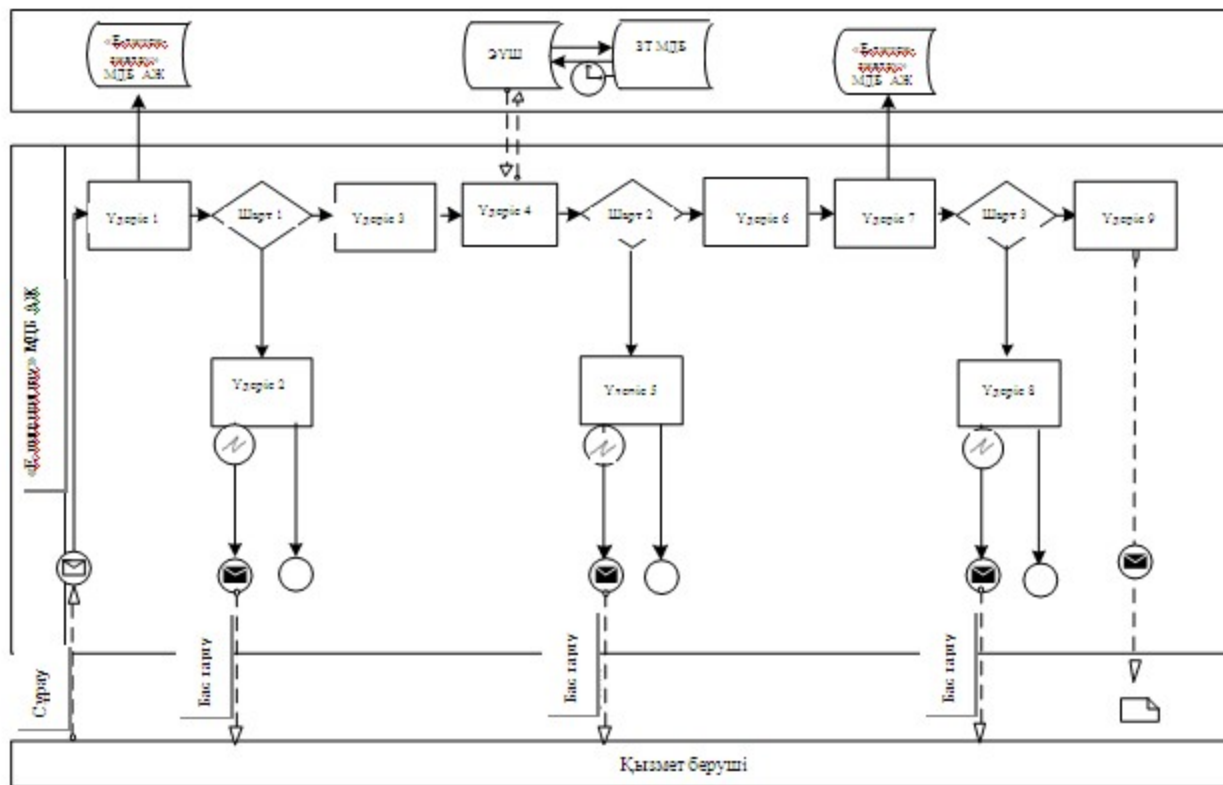 МДБ АЖ
ЭҮШ
ЗТ МДБ
МДБ АЖ
Үдеріс 1
Шарт 1
Үдеріс 3
Үдеріс 4
Шарт 2
Үдеріс 6
Үдеріс 7
Шарт 3
Үдеріс 9
МДБ АЖ
Үдеріс 2
Үдеріс 5
Үдеріс 8
Сұрау
Бас тарту
Бас тарту
Бас тарту
Қызмет беруші